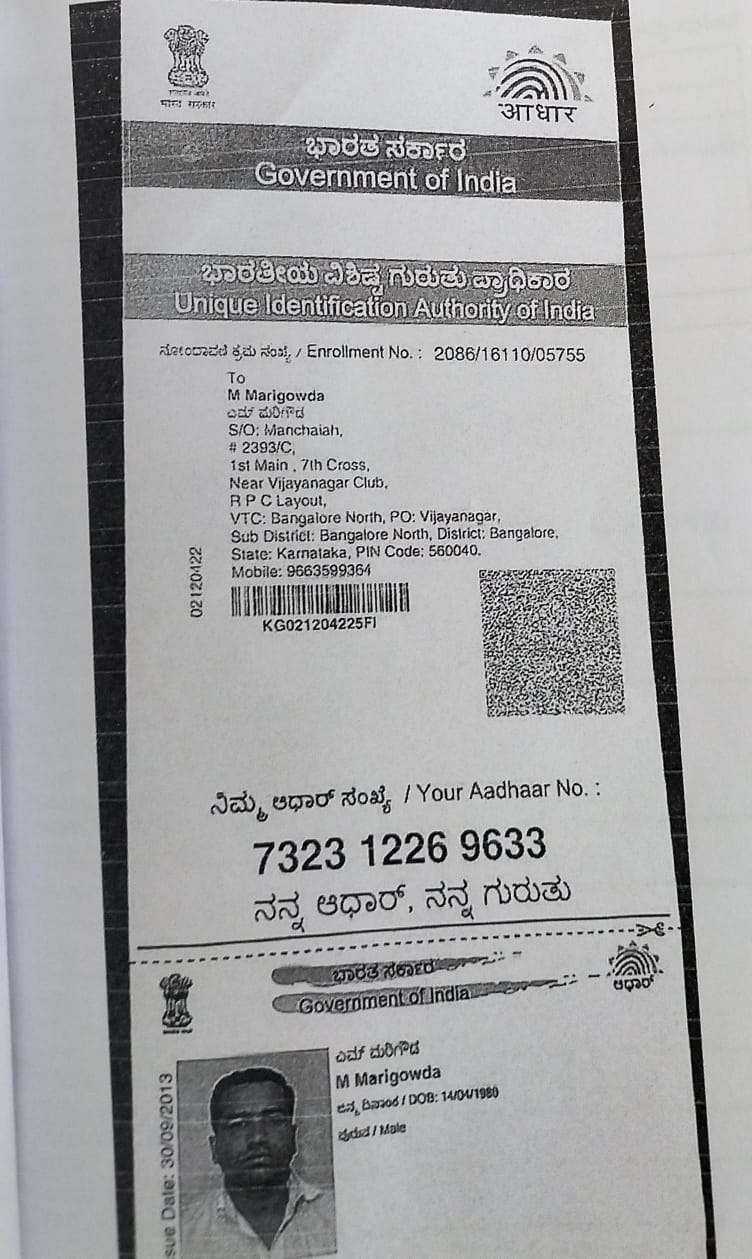 भारत सरकार
आधार
ಭಾರತ ಸರ್ಕಾರ
Government of India
ಭಾರತೀಯ ವಿಶಿಷ್ಟ ಗುರುತು ಪ್ರಾಧಿಕಾರ
Unique Identification Authority of India
ನೋಂದಾವಣೆ ಕ್ರಮ ಸಂಖ್ಯೆ / Enrollment No. : 2086/16110/05755
To
M Marigowda
ಎಮ್ ಮರಿಗೌಡ
S/O: Manchaiah,
# 2393/C,
1st Main , 7th Cross,
Near Vijayanagar Club,
R P C Layout,
VTC: Bangalore North, PO: Vijayanagar,
Sub District: Bangalore North, District: Bangalore,
State: Karnataka, PIN Code: 560040.
Mobile: 9663599364
02120422
KG021204225FI
ನಿಮ್ಮ ಆಧಾರ್ ಸಂಖ್ಯೆ / Your Aadhaar No. :
7323 1226 9633
ನನ್ನ ಆಧಾರ್, ನನ್ನ ಗುರುತು
ಭಾರತ ಸರ್ಕಾರ
Government of India
ಆಧಾರ್
ಎಮ್ ಮರಿಗೌಡ
M Marigowda
ಜನ್ಮ ದಿನಾಂಕ / DOB: 14/04/1980
ಪುರುಷ / Male
sue Date: 30/09/2013